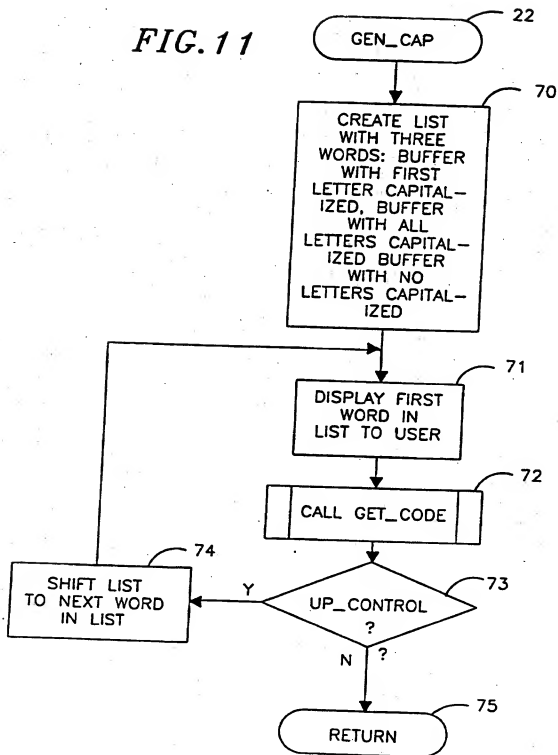 FIG. 11
22
GEN_CAP
70
CREATE LIST
WITH THREE
WORDS: BUFFER
WITH FIRST
LETTER CAPITAL-
IZED, BUFFER
WITH ALL
LETTERS CAPITAL-
IZED BUFFER
WITH NO
LETTERS CAPITAL-
IZED
71
DISPLAY FIRST
WORD IN
LIST TO USER
72
CALL GET_CODE
74
SHIFT LIST
TO NEXT WORD
IN LIST
Y
73
UP_CONTROL
?
N
?
75
RETURN